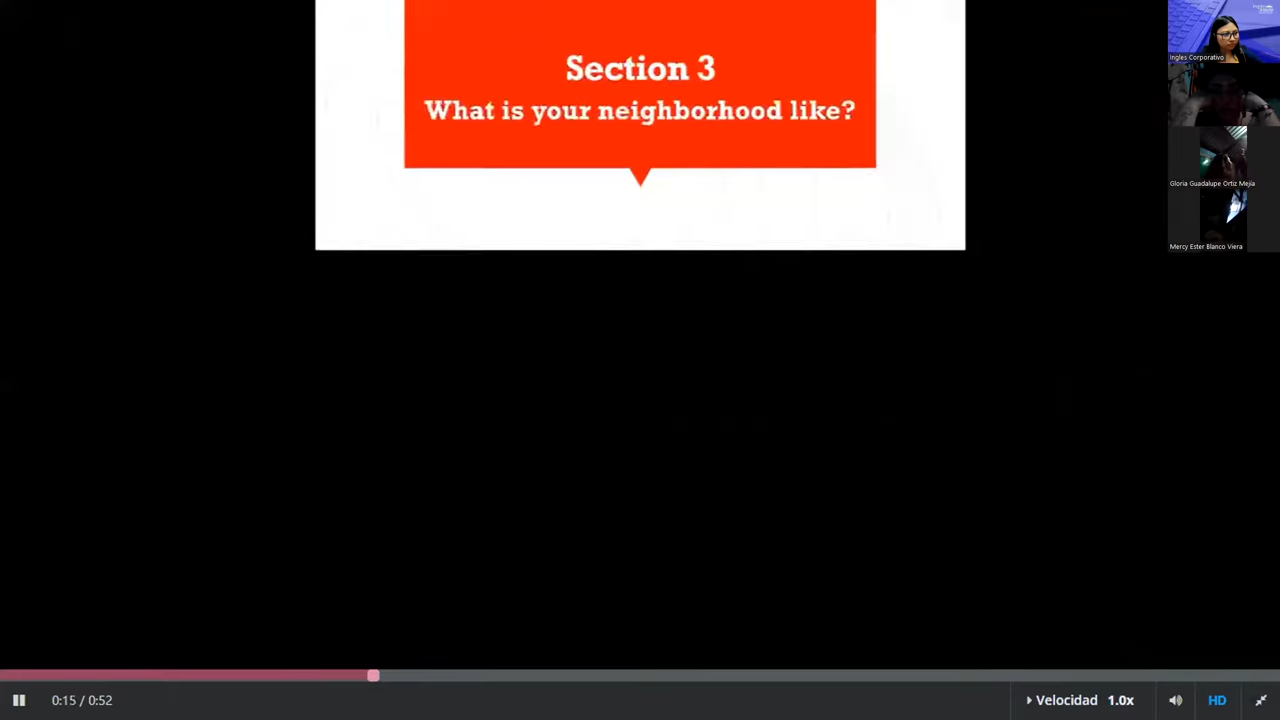 Section 3
What is your neighborhood like?
Ingles Corporativo
Gloria Guadalupe Ortiz Mejía
Mercy Ester Blanco Viera
0:15 / 0:52
Velocidad 1.0x
HD